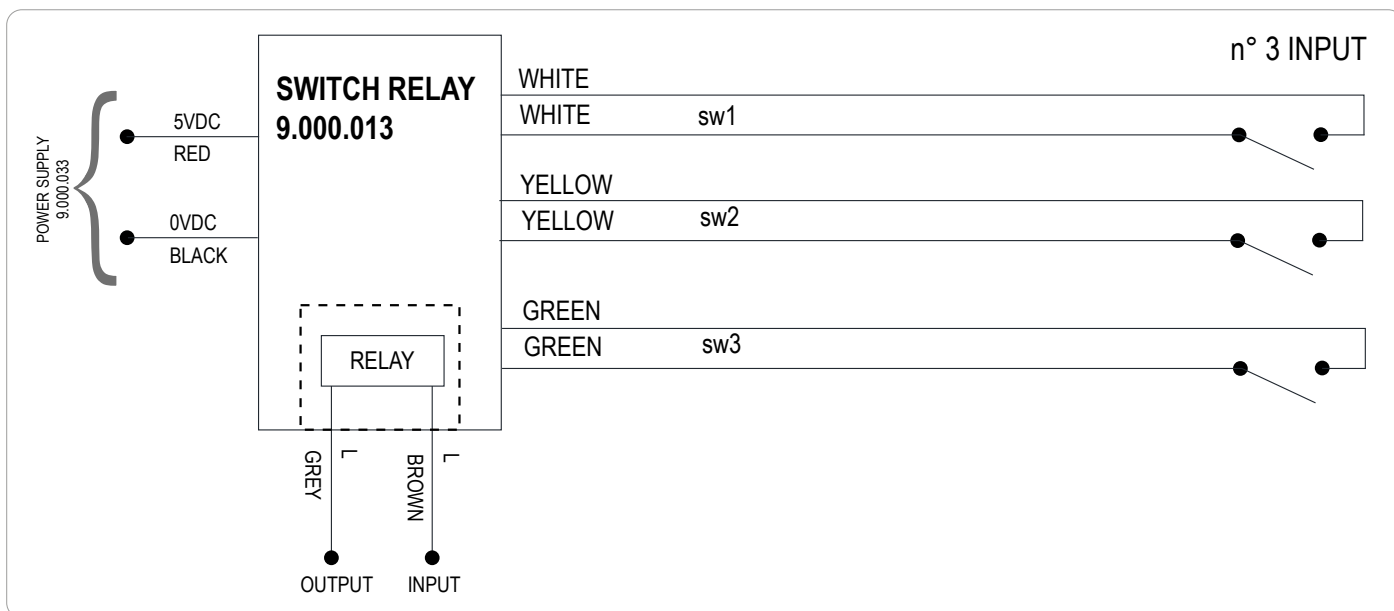 n° 3 INPUT
SWITCH RELAY
9.000.013
POWER SUPPLY
9.000.033
5VDC
RED
0VDC
BLACK
WHITE
WHITE
sw1
YELLOW
YELLOW
sw2
GREEN
GREEN
sw3
RELAY
GREY
L
BROWN
L
OUTPUT
INPUT